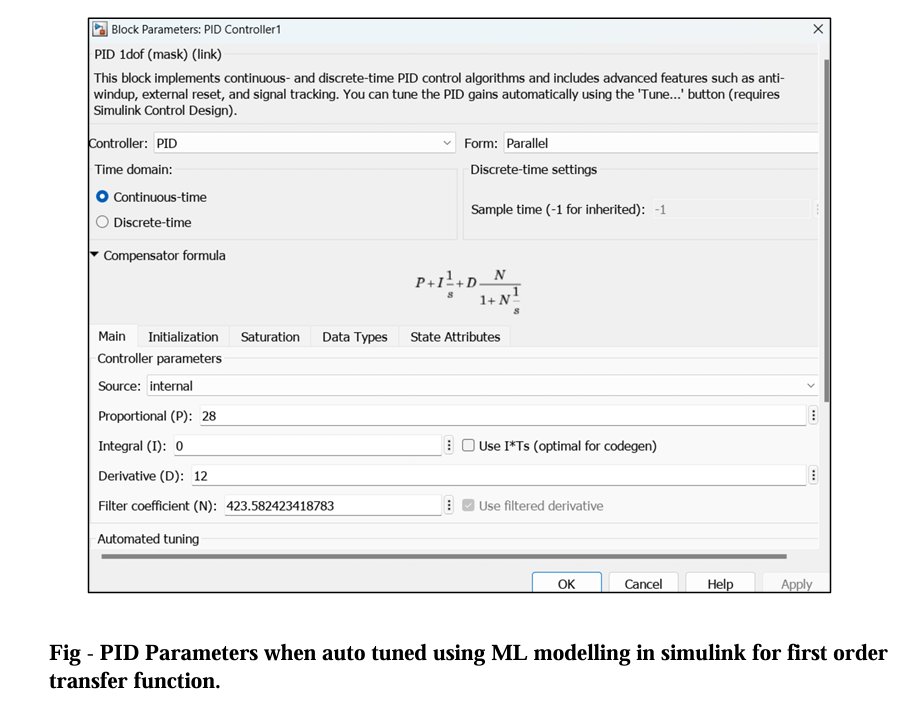 Block Parameters: PID Controller1
PID 1dof (mask) (link)
This block implements continuous- and discrete-time PID control algorithms and includes advanced features such as anti-
windup, external reset, and signal tracking. You can tune the PID gains automatically using the 'Tune...' button (requires
Simulink Control Design).
Controller: PID Form: Parallel
Time domain: Discrete-time settings
Continuous-time
Sample time (-1 for inherited): -1
Discrete-time
Compensator formula
P+I 1/s + D N/(1+N 1/s)
Main Initialization Saturation Data Types State Attributes
Controller parameters
Source: internal
Proportional (P): 28
Integral (I): 0 Use I*Ts (optimal for codegen)
Derivative (D): 12
Filter coefficient (N): 423.582423418783 Use filtered derivative
Automated tuning
OK Cancel Help Apply
Fig - PID Parameters when auto tuned using ML modelling in simulink for first order
transfer function.